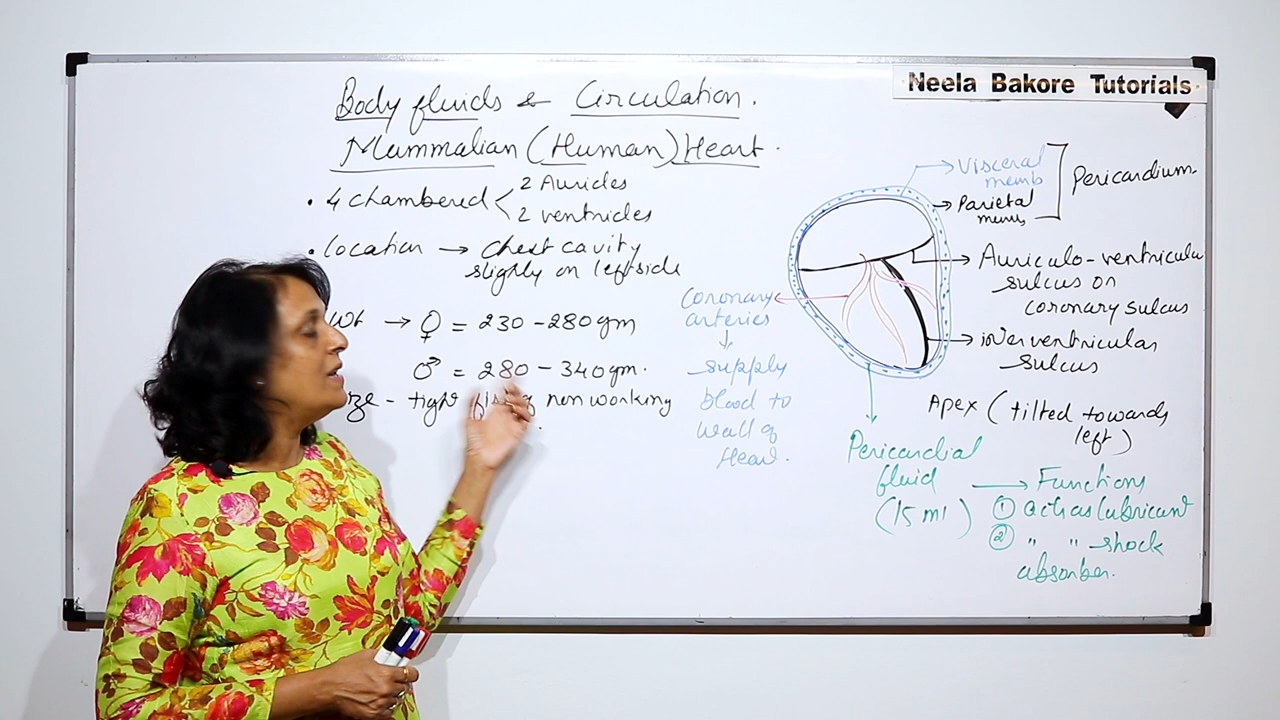 Neela Bakore Tutorials
Body fluids & Circulation.
Mammalian (Human) Heart.
• 4 chambered < 2 Auricles
2 ventricles
• location → chest cavity
slightly on leftside
Wt → ♀ = 230 - 280 gm
♂ = 280 - 340 gm.
- tight non working
Coronary
arteries
↓
supply
blood to
wall of
Heart.
→ Visceral
memb
→ Parietal
memb
Pericardium.
→ Auriculo-ventricular
sulcus or
coronary sulcus
→ interventricular
sulcus
Apex (tilted towards
left)
Pericardial
fluid
(15 ml)
→ Functions
① acts as lubricant
② " " shock
absorber.